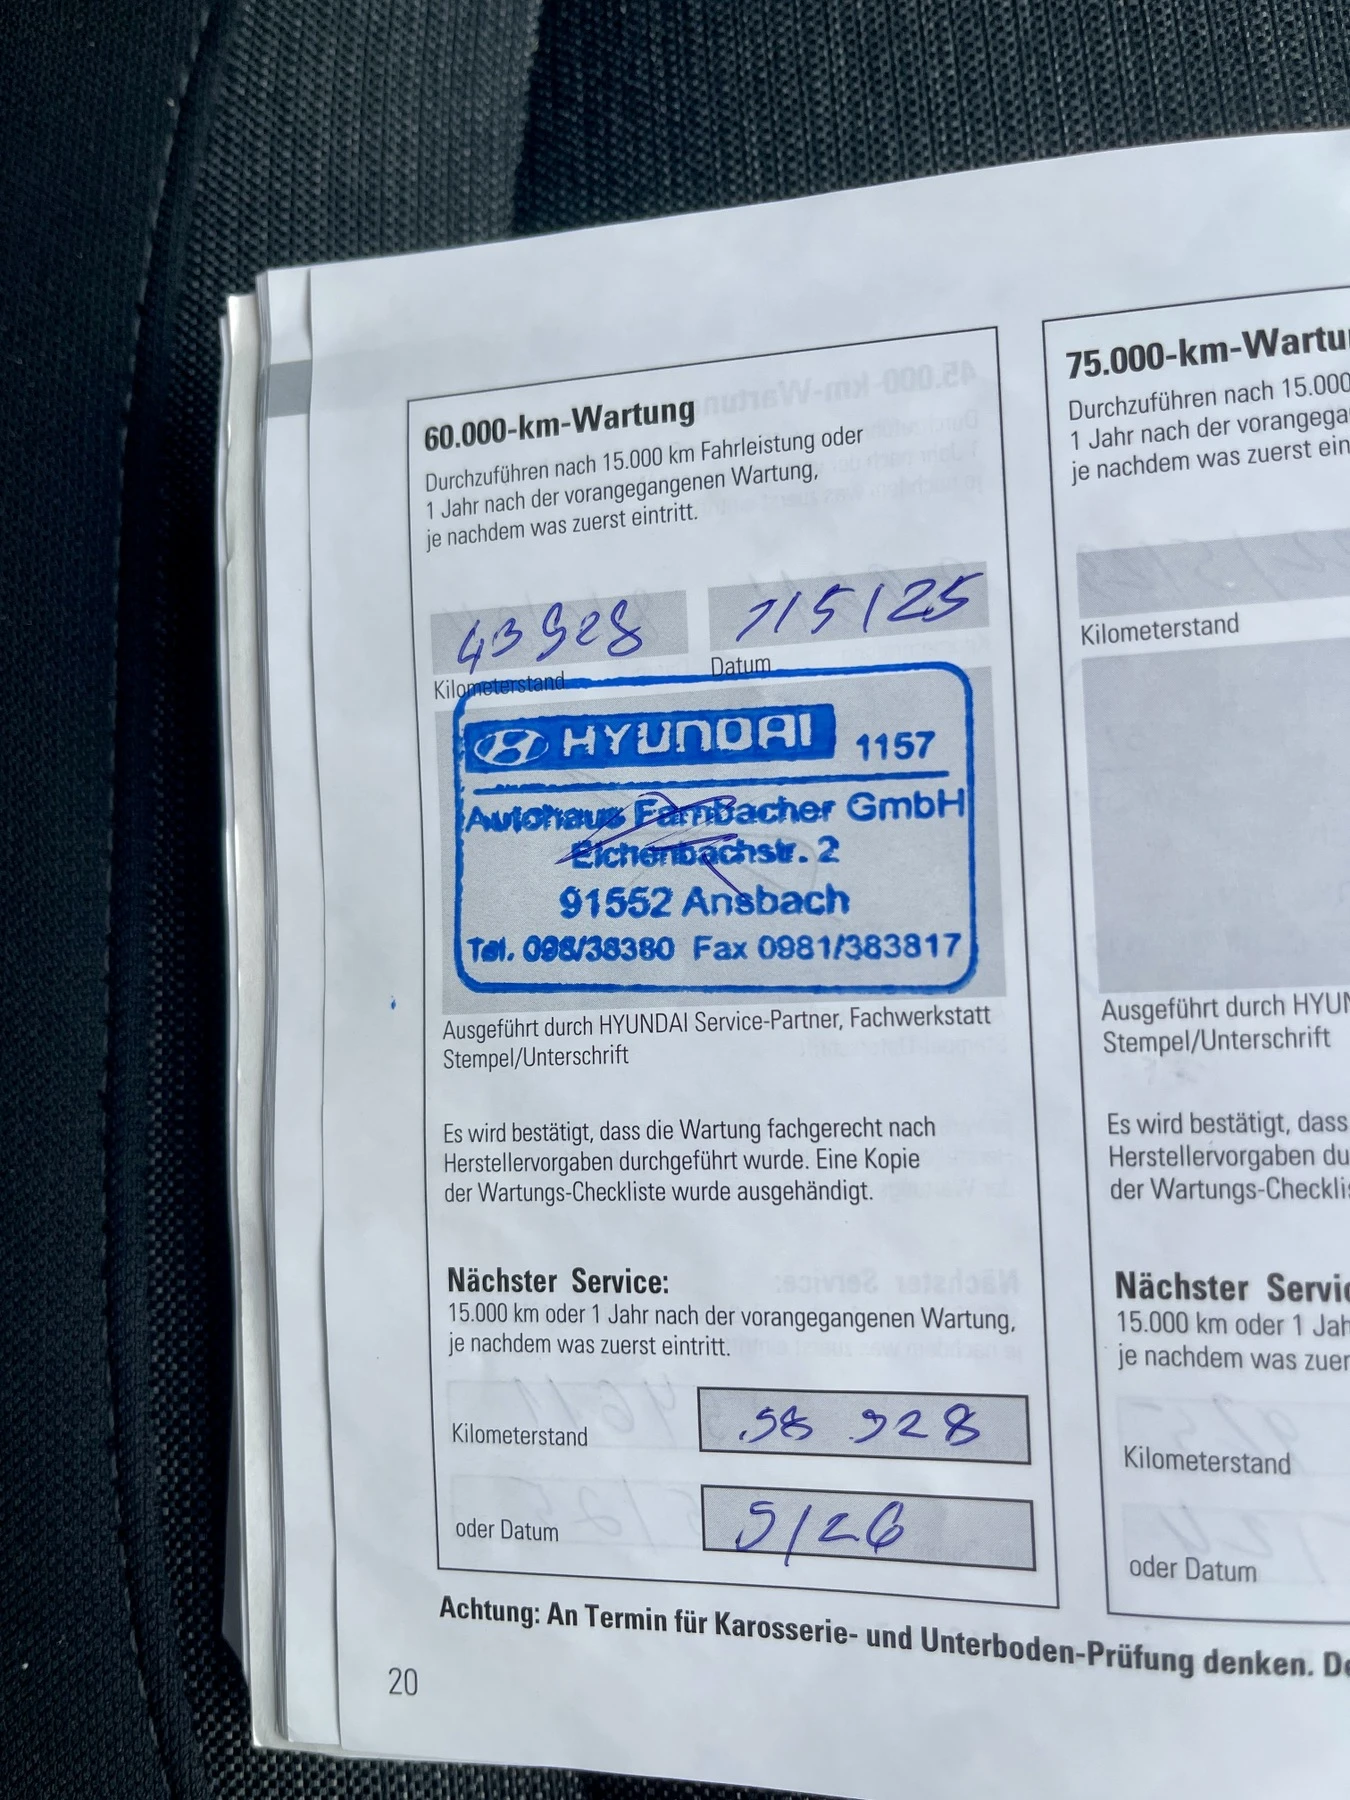 60.000-km-Wartung
Durchzuführen nach 15.000 km Fahrleistung oder
1 Jahr nach der vorangegangenen Wartung,
je nachdem was zuerst eintritt.
43928
7/5/25
Kilometerstand
Datum
HYUNDAI 1157
Autohaus Farnbacher GmbH
Eichenbachstr. 2
91552 Ansbach
Tel. 098/38380 Fax 0981/383817
Ausgeführt durch HYUNDAI Service-Partner, Fachwerkstatt
Stempel/Unterschrift
Es wird bestätigt, dass die Wartung fachgerecht nach
Herstellervorgaben durchgeführt wurde. Eine Kopie
der Wartungs-Checkliste wurde ausgehändigt.
Nächster Service:
15.000 km oder 1 Jahr nach der vorangegangenen Wartung,
je nachdem was zuerst eintritt.
Kilometerstand 58 928
oder Datum 5/26
75.000-km-Wartu
Durchzuführen nach 15.000
1 Jahr nach der vorangega
je nachdem was zuerst ein
Kilometerstand
Ausgeführt durch HYUN
Stempel/Unterschrift
Es wird bestätigt, dass
Herstellervorgaben du
der Wartungs-Checklis
Nächster Servic
15.000 km oder 1 Jah
je nachdem was zuer
Kilometerstand
oder Datum
Achtung: An Termin für Karosserie- und Unterboden-Prüfung denken. De
20